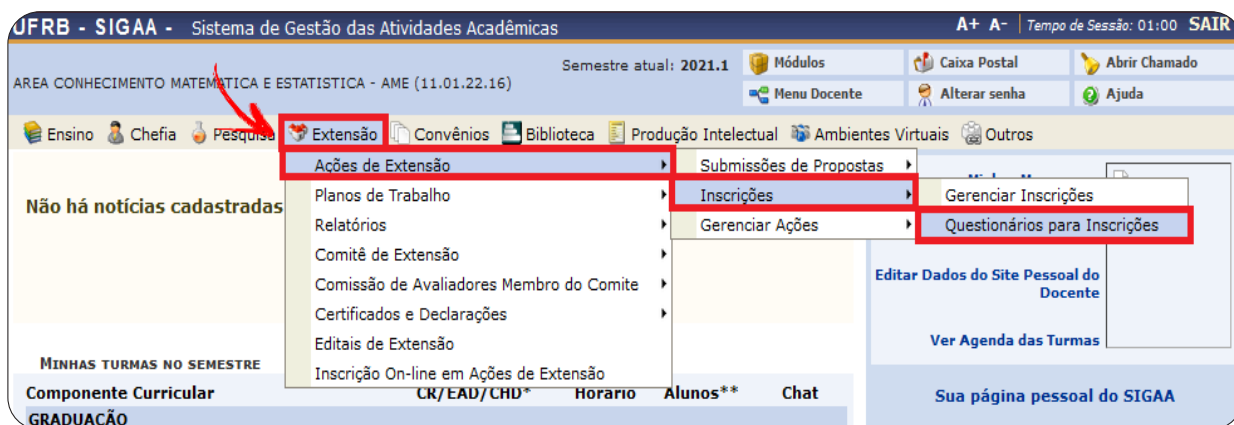 UFRB - SIGAA - Sistema de Gestão das Atividades Acadêmicas A+ A- | Tempo de Sessão: 01:00 SAIR
AREA CONHECIMENTO MATEMATICA E ESTATISTICA - AME (11.01.22.16)
Semestre atual: 2021.1
Módulos Caixa Postal Abrir Chamado
Menu Docente Alterar senha Ajuda
Ensino Chefia Pesquisa Extensão Convênios Biblioteca Produção Intelectual Ambientes Virtuais Outros
Não há notícias cadastradas
Ações de Extensão
Planos de Trabalho
Relatórios
Comitê de Extensão
Comissão de Avaliadores Membro do Comite
Certificados e Declarações
Editais de Extensão
Inscrição On-line em Ações de Extensão
Submissões de Propostas
Inscrições
Gerenciar Ações
Gerenciar Inscrições
Questionários para Inscrições
Editar Dados do Site Pessoal do
Docente
Ver Agenda das Turmas
Sua página pessoal do SIGAA
MINHAS TURMAS NO SEMESTRE
Componente Curricular CR/EAD/CHD* Horário Alunos** Chat
GRADUAÇÃO